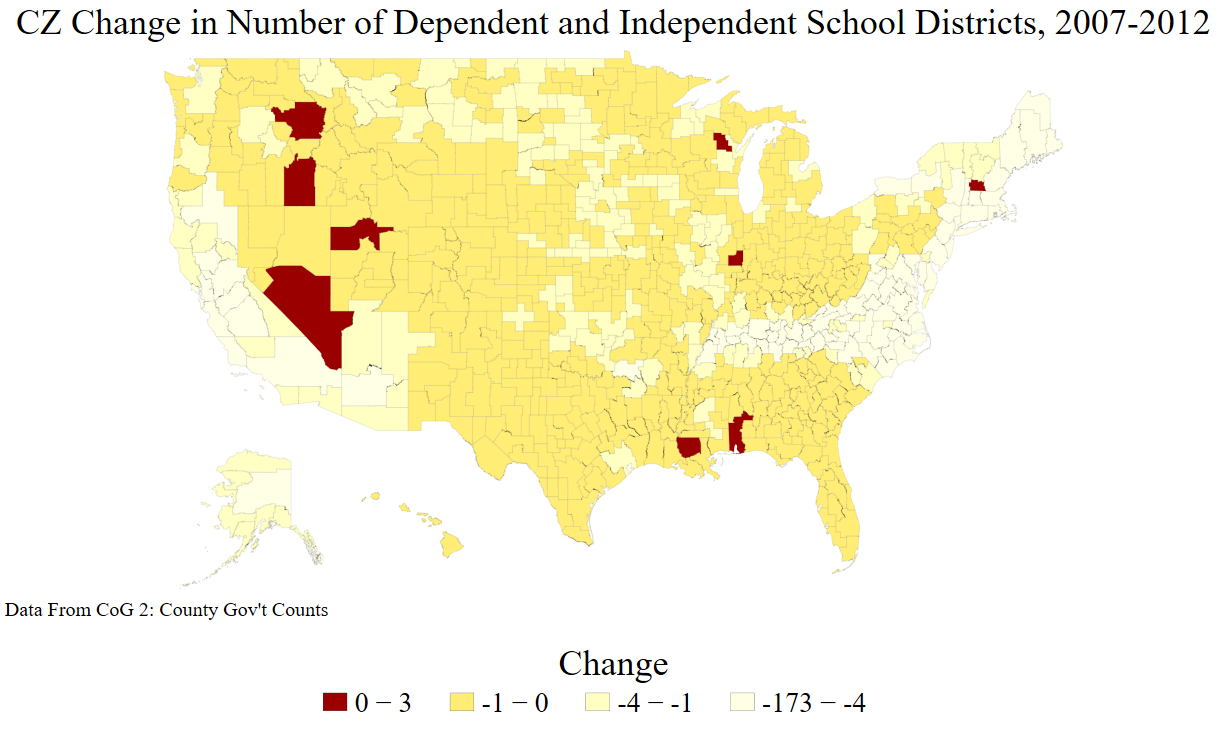 CZ Change in Number of Dependent and Independent School Districts, 2007-2012
Data From CoG 2: County Gov't Counts
Change
0 − 3 -1 − 0 -4 − -1 -173 − -4